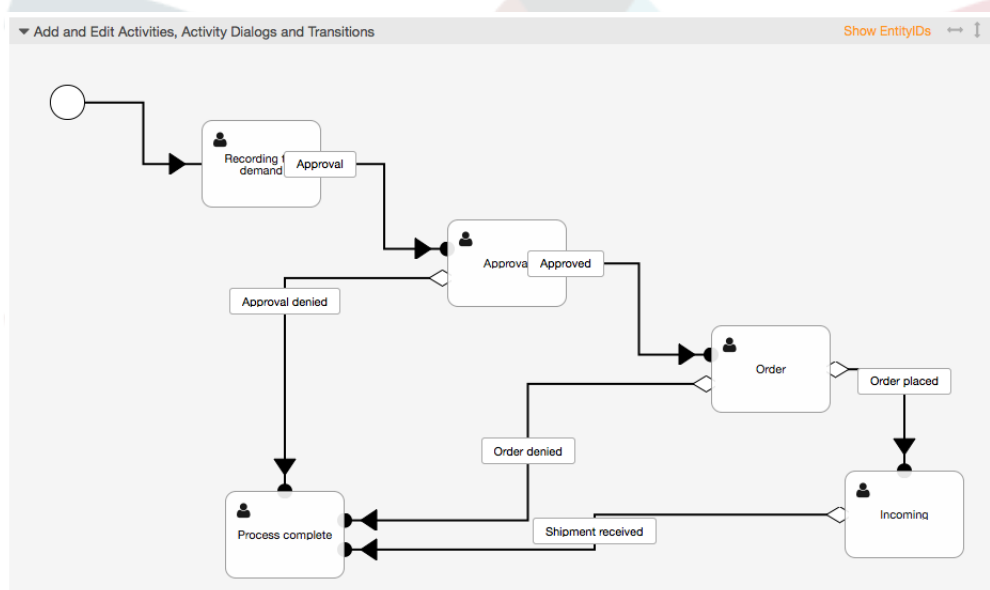 Add and Edit Activities, Activity Dialogs and Transitions
Show EntityIDs
Recording
demand
Approval
Approva
Approved
Approval denied
Order
Order placed
Order denied
Incoming
Process complete
Shipment received